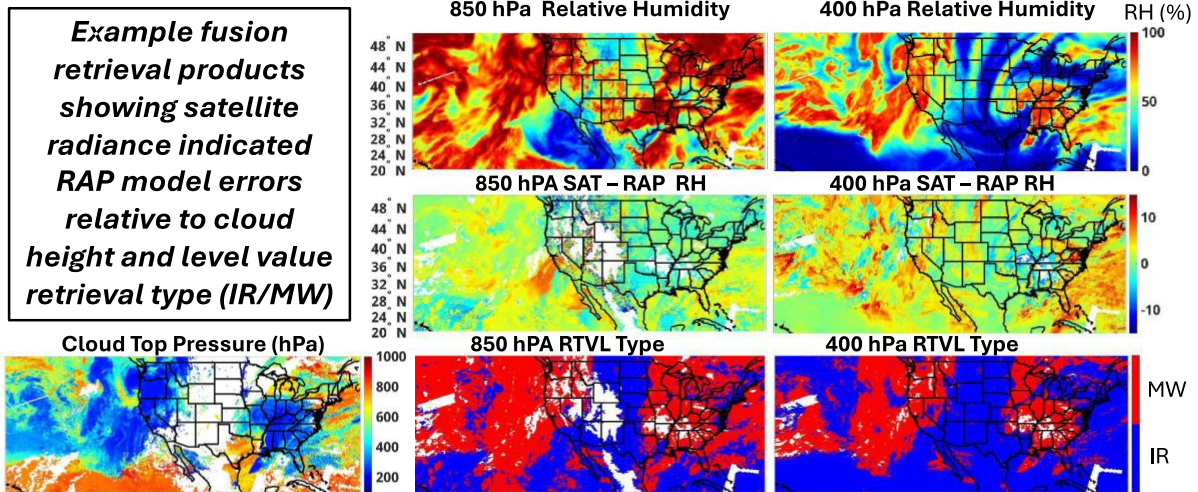 Example fusion
retrieval products
showing satellite
radiance indicated
RAP model errors
relative to cloud
height and level value
retrieval type (IR/MW)
850 hPa Relative Humidity
400 hPa Relative Humidity
RH (%)
48° N
44 N
40 N
36° N
32 N
28° N
24 N
20 N
100
50
0
850 hPA SAT – RAP RH
400 hPa SAT – RAP RH
48° N
44 N
40° N
36° N
32° N
28° N
24° N
20 N
10
0
-10
Cloud Top Pressure (hPa)
1000
800
600
400
200
850 hPA RTVL Type
400 hPa RTVL Type
MW
IR